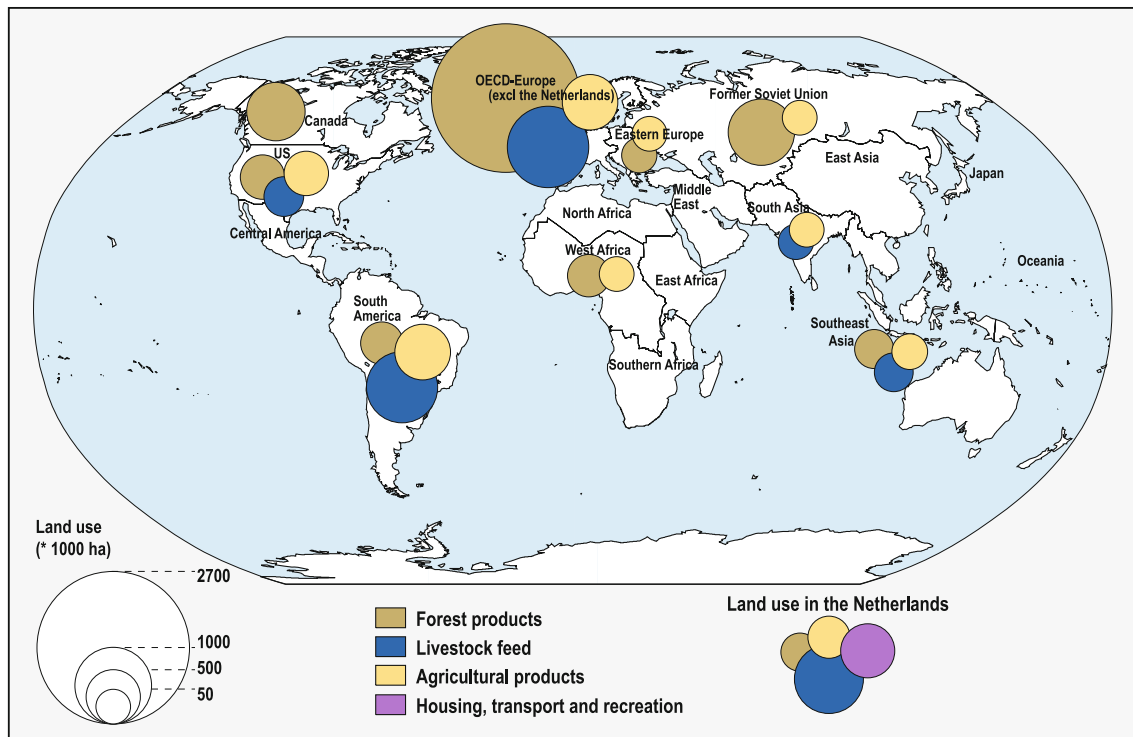 OECD-Europe
(excl the Netherlands)
Former Soviet Union
Canada
Eastern Europe
US
East Asia
Japan
Middle
East
South Asia
North Africa
Central America
West Africa
Oceania
East Africa
South
America
Southeast
Asia
Southern Africa
Land use
(* 1000 ha)
2700
1000
500
50
Forest products
Livestock feed
Agricultural products
Housing, transport and recreation
Land use in the Netherlands